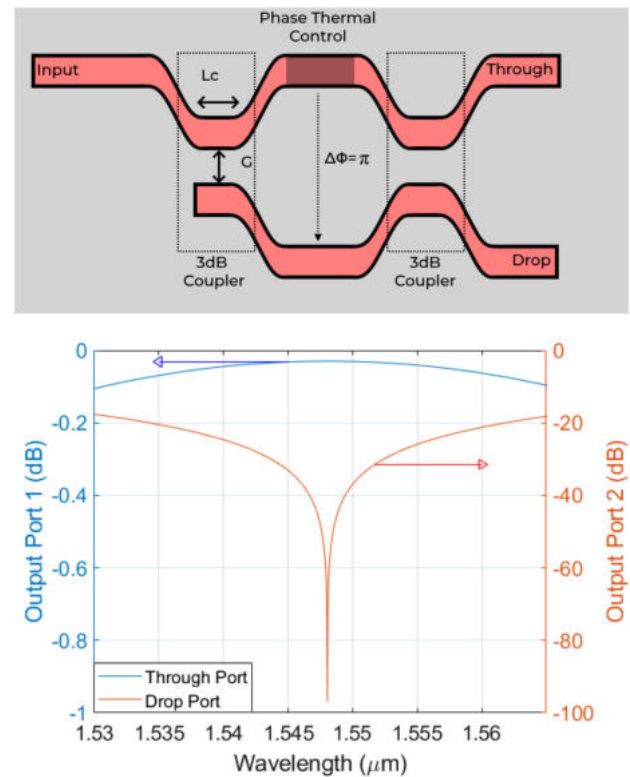 Phase Thermal
Control
Input
Lc
Through
G
ΔΦ= π
3dB
Coupler
3dB
Coupler
Drop
0
-0.2
-0.4
-0.6
-0.8
-1
Output Port 1 (dB)
0
-20
-40
-60
-80
-100
Output Port 2 (dB)
Through Port
Drop Port
1.53 1.535 1.54 1.545 1.55 1.555 1.56
Wavelength (μm)